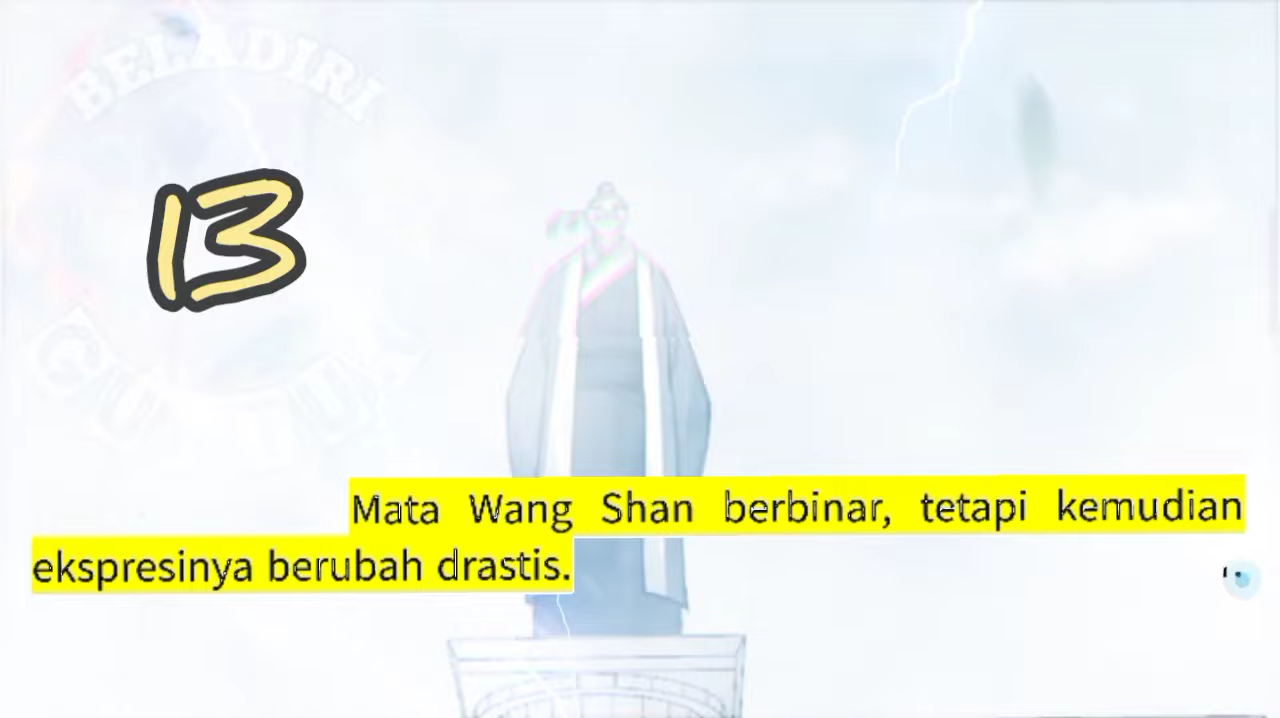 BELADIRI
13
Mata Wang Shan berbinar, tetapi kemudian
ekspresinya berubah drastis.